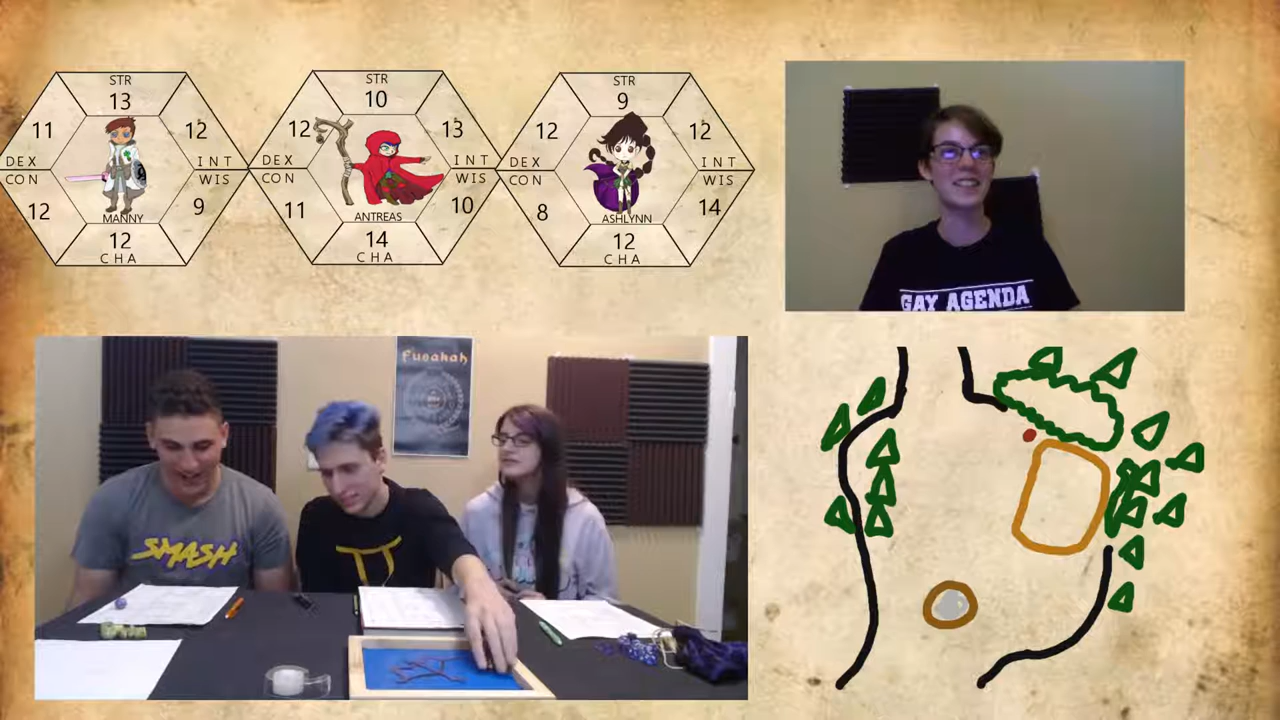 STR
13
11
12
DEX
INT
CON
WIS
12
9
MANNY
12
CHA
STR
10
12
13
DEX
INT
CON
WIS
11
10
ANTREAS
14
CHA
STR
9
12
12
DEX
INT
CON
WIS
8
14
ASHLYNN
12
CHA
GAY AGENDA
SMASH